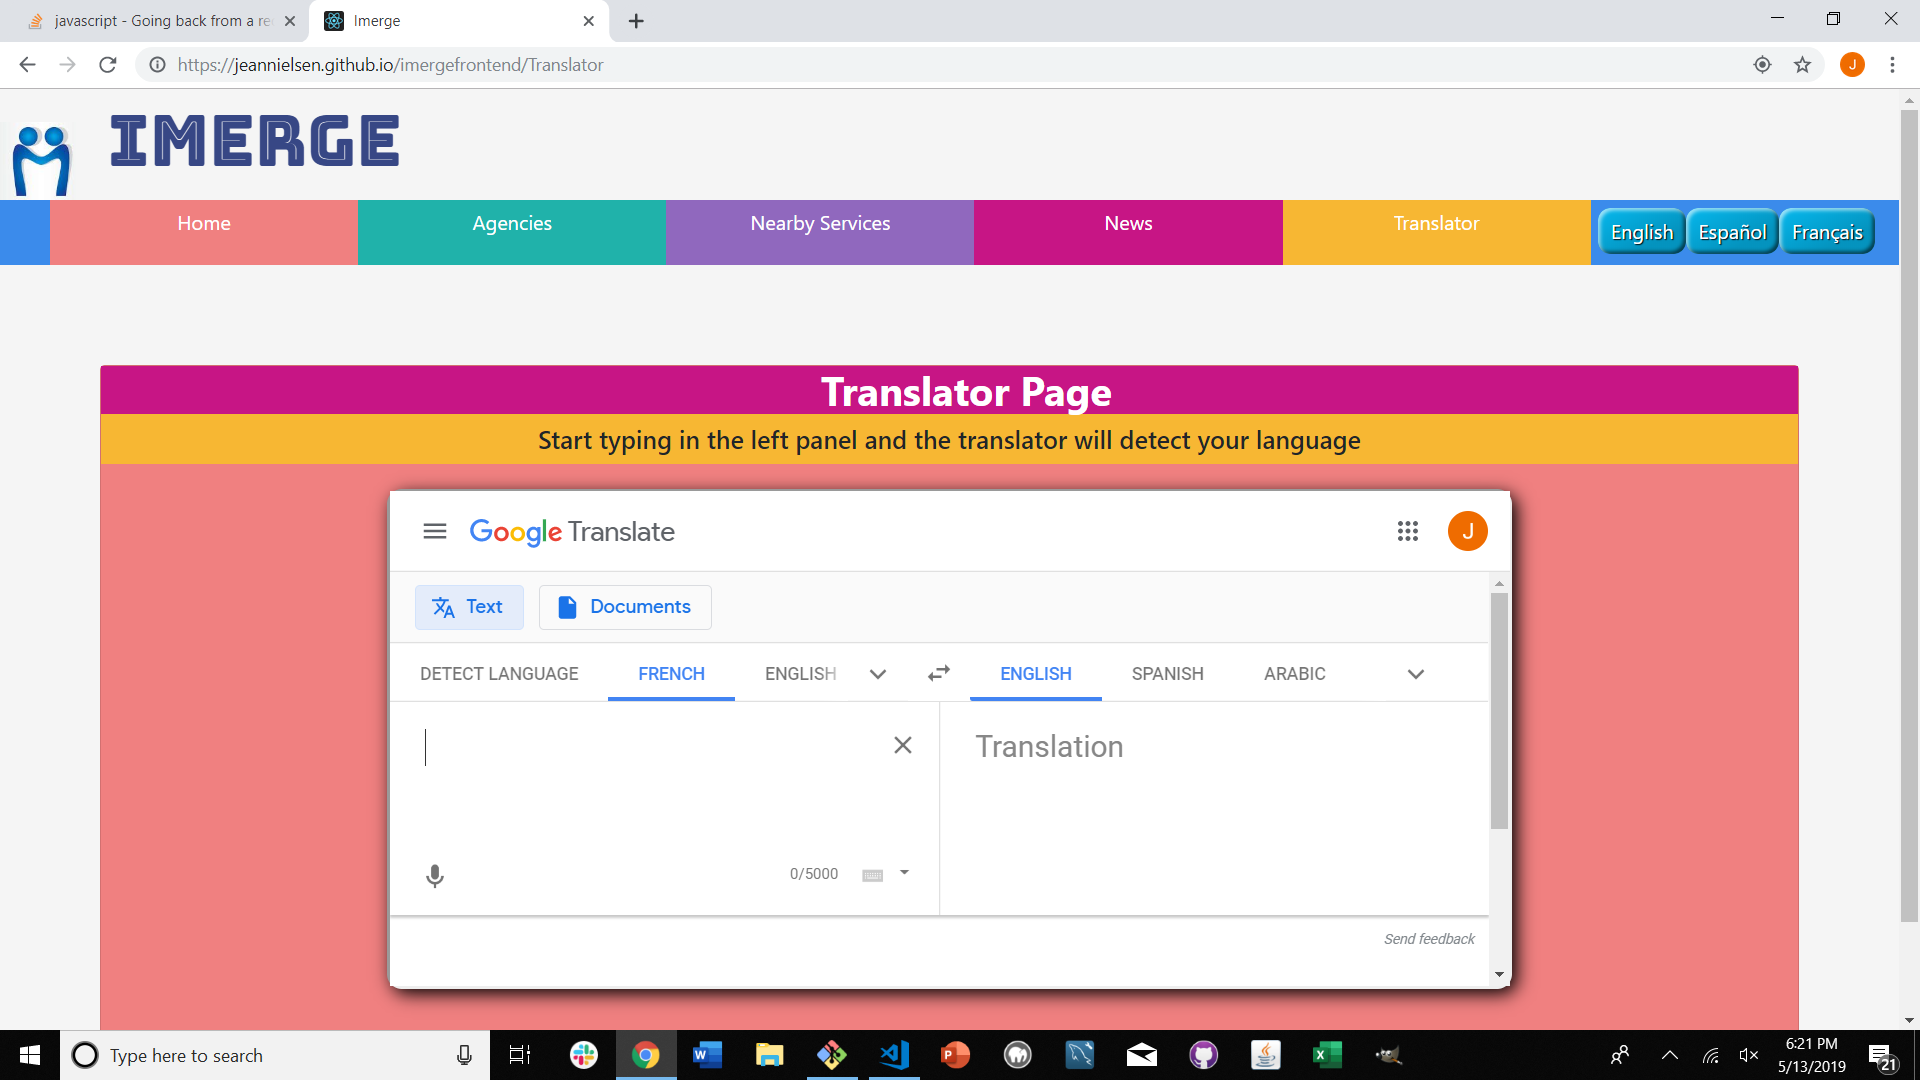 javascript - Going back from a re
Imerge
https://jeannielsen.github.io/imergefrontend/Translator
J
IMERGE
Home
Agencies
Nearby Services
News
Translator
English
Español
Français
Translator Page
Start typing in the left panel and the translator will detect your language
Google Translate
J
Text
Documents
DETECT LANGUAGE
FRENCH
ENGLISH
ENGLISH
SPANISH
ARABIC
Translation
0/5000
Send feedback
Type here to search
6:21 PM
5/13/2019
21